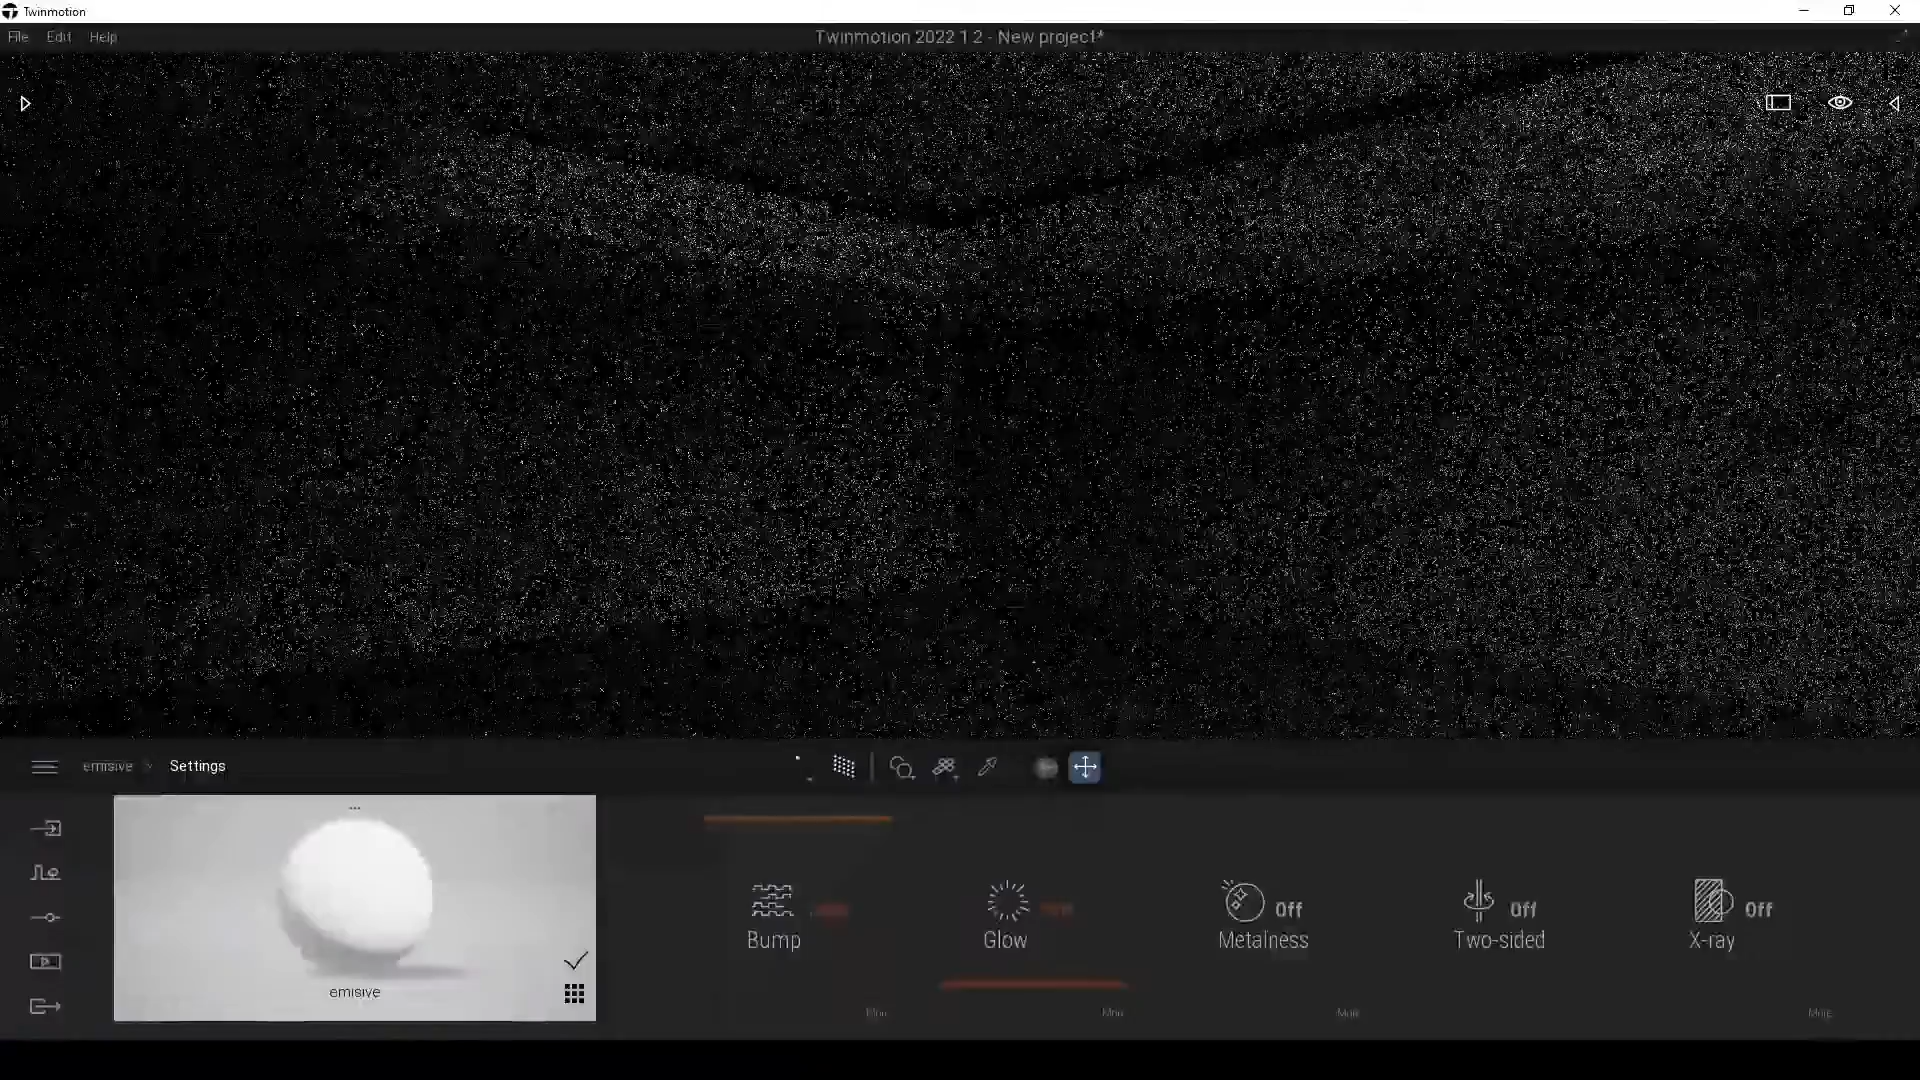 Twinmotion
File Edit Help
Twinmotion 2022 1 2 - New project*
emisive > Settings
Off Off Off
Bump Glow Metalness Two-sided X-ray
emisive